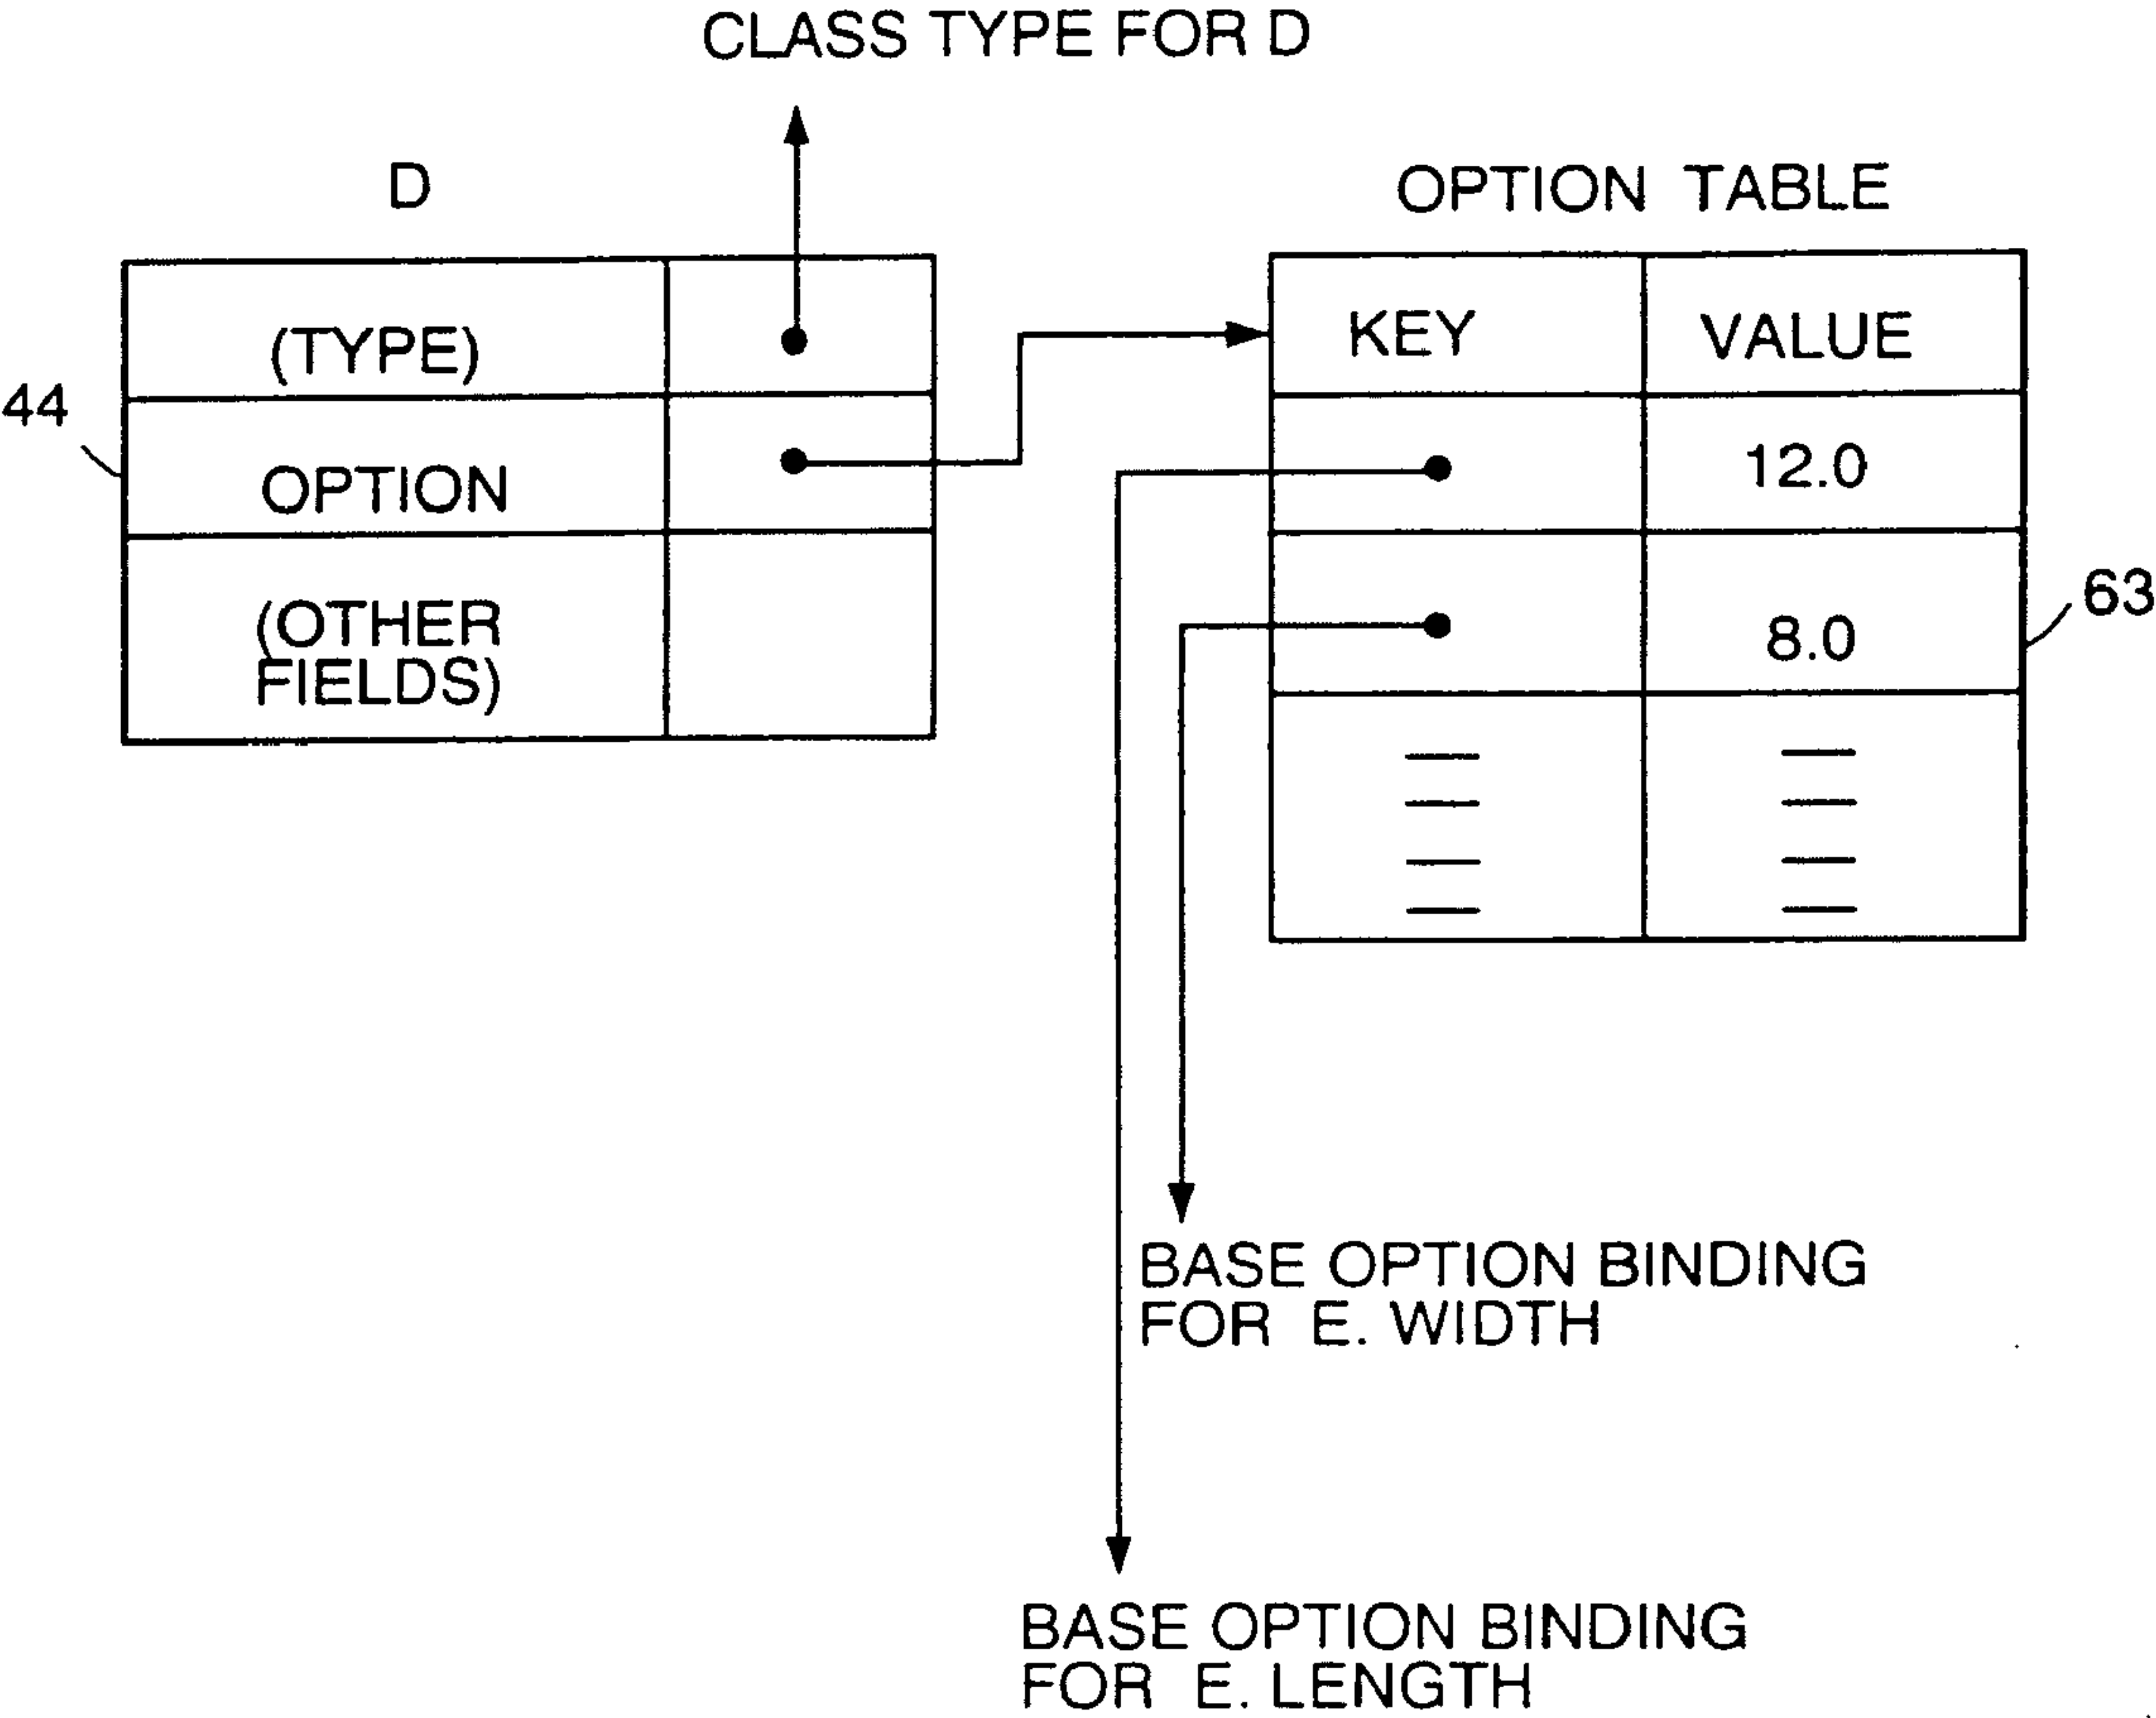 CLASS TYPE FOR D
D
OPTION TABLE
(TYPE)
KEY
VALUE
44
OPTION
12.0
(OTHER
FIELDS)
8.0
63
BASE OPTION BINDING
FOR E. WIDTH
BASE OPTION BINDING
FOR E. LENGTH